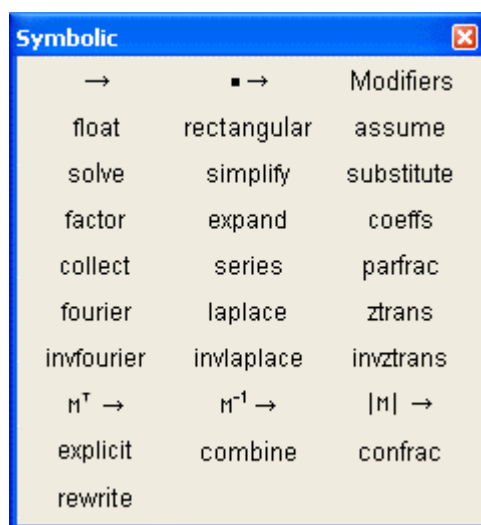 Symbolic
→ ▪ → Modifiers
float rectangular assume
solve simplify substitute
factor expand coeffs
collect series parfrac
fourier laplace ztrans
invfourier invlaplace invztrans
Mᵀ → M⁻¹ → |M| →
explicit combine confrac
rewrite